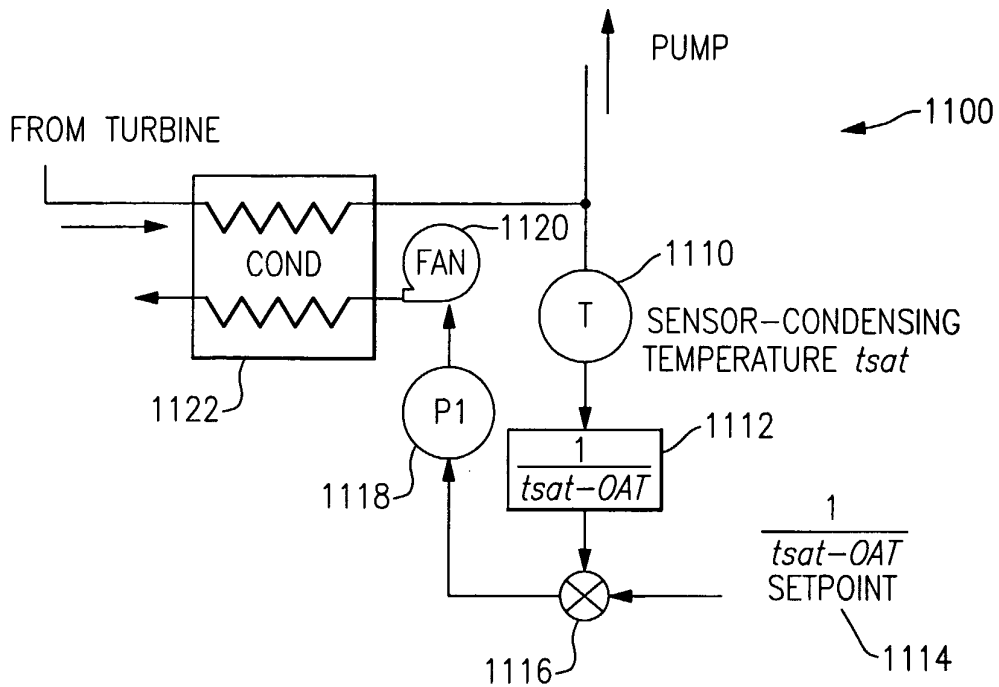 PUMP
1100
FROM TURBINE
1120
FAN
COND
1110
T
SENSOR-CONDENSING
TEMPERATURE tsat
1122
P1
1118
1112
1
tsat-OAT
1
tsat-OAT
SETPOINT
1114
1116